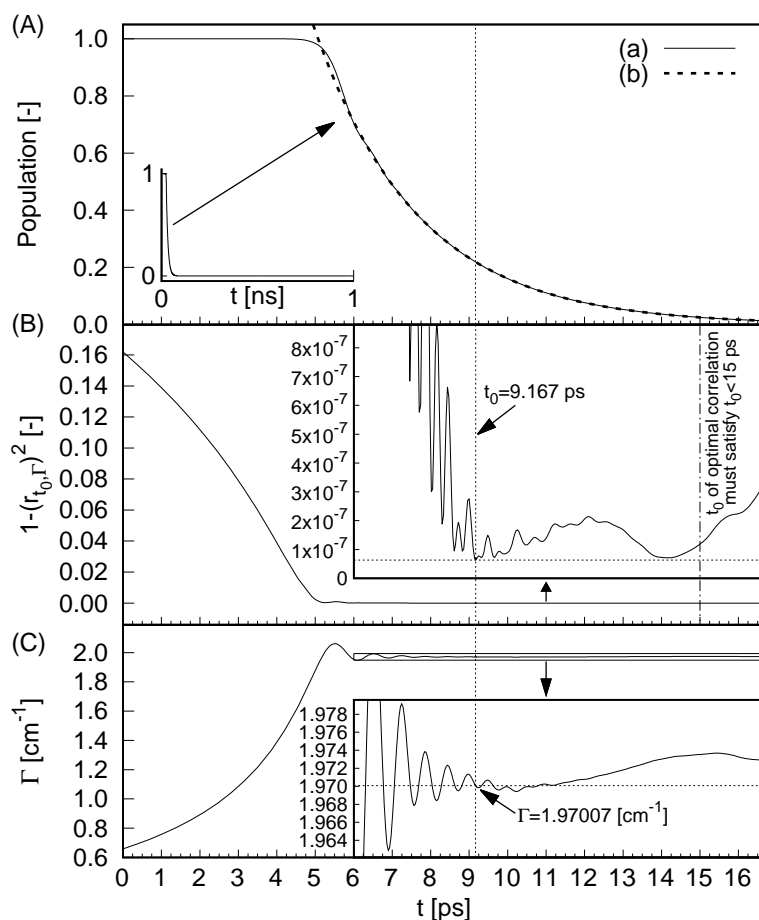 (A)
1.0
0.8
0.6
0.4
0.2
0.0
Population [-]
(a)
(b)
1
0
0
1
t [ns]
(B)
0.16
0.14
0.12
0.10
0.08
0.06
0.04
0.02
0.00
1-(r_{t_0,Γ})^2 [-]
8x10^{-7}
7x10^{-7}
6x10^{-7}
5x10^{-7}
4x10^{-7}
3x10^{-7}
2x10^{-7}
1x10^{-7}
0
t_0=9.167 ps
t_0 of optimal correlation
must satisfy t_0<15 ps
(C)
2.0
1.8
1.6
1.4
1.2
1.0
0.8
0.6
Γ [cm^{-1}]
1.978
1.976
1.974
1.972
1.970
1.968
1.966
1.964
Γ=1.97007 [cm^{-1}]
0 1 2 3 4 5 6 7 8 9 10 11 12 13 14 15 16
t [ps]